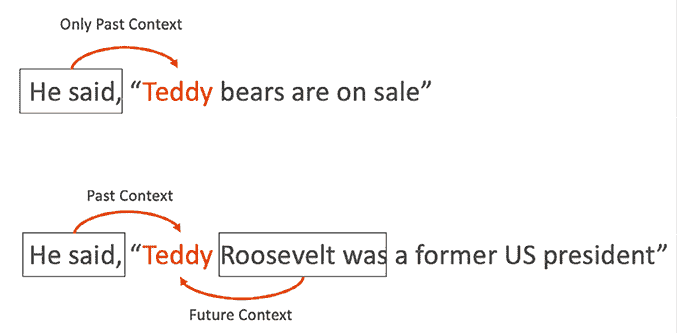 Only Past Context
He said, “Teddy bears are on sale”
Past Context
He said, “Teddy Roosevelt was a former US president”
Future Context